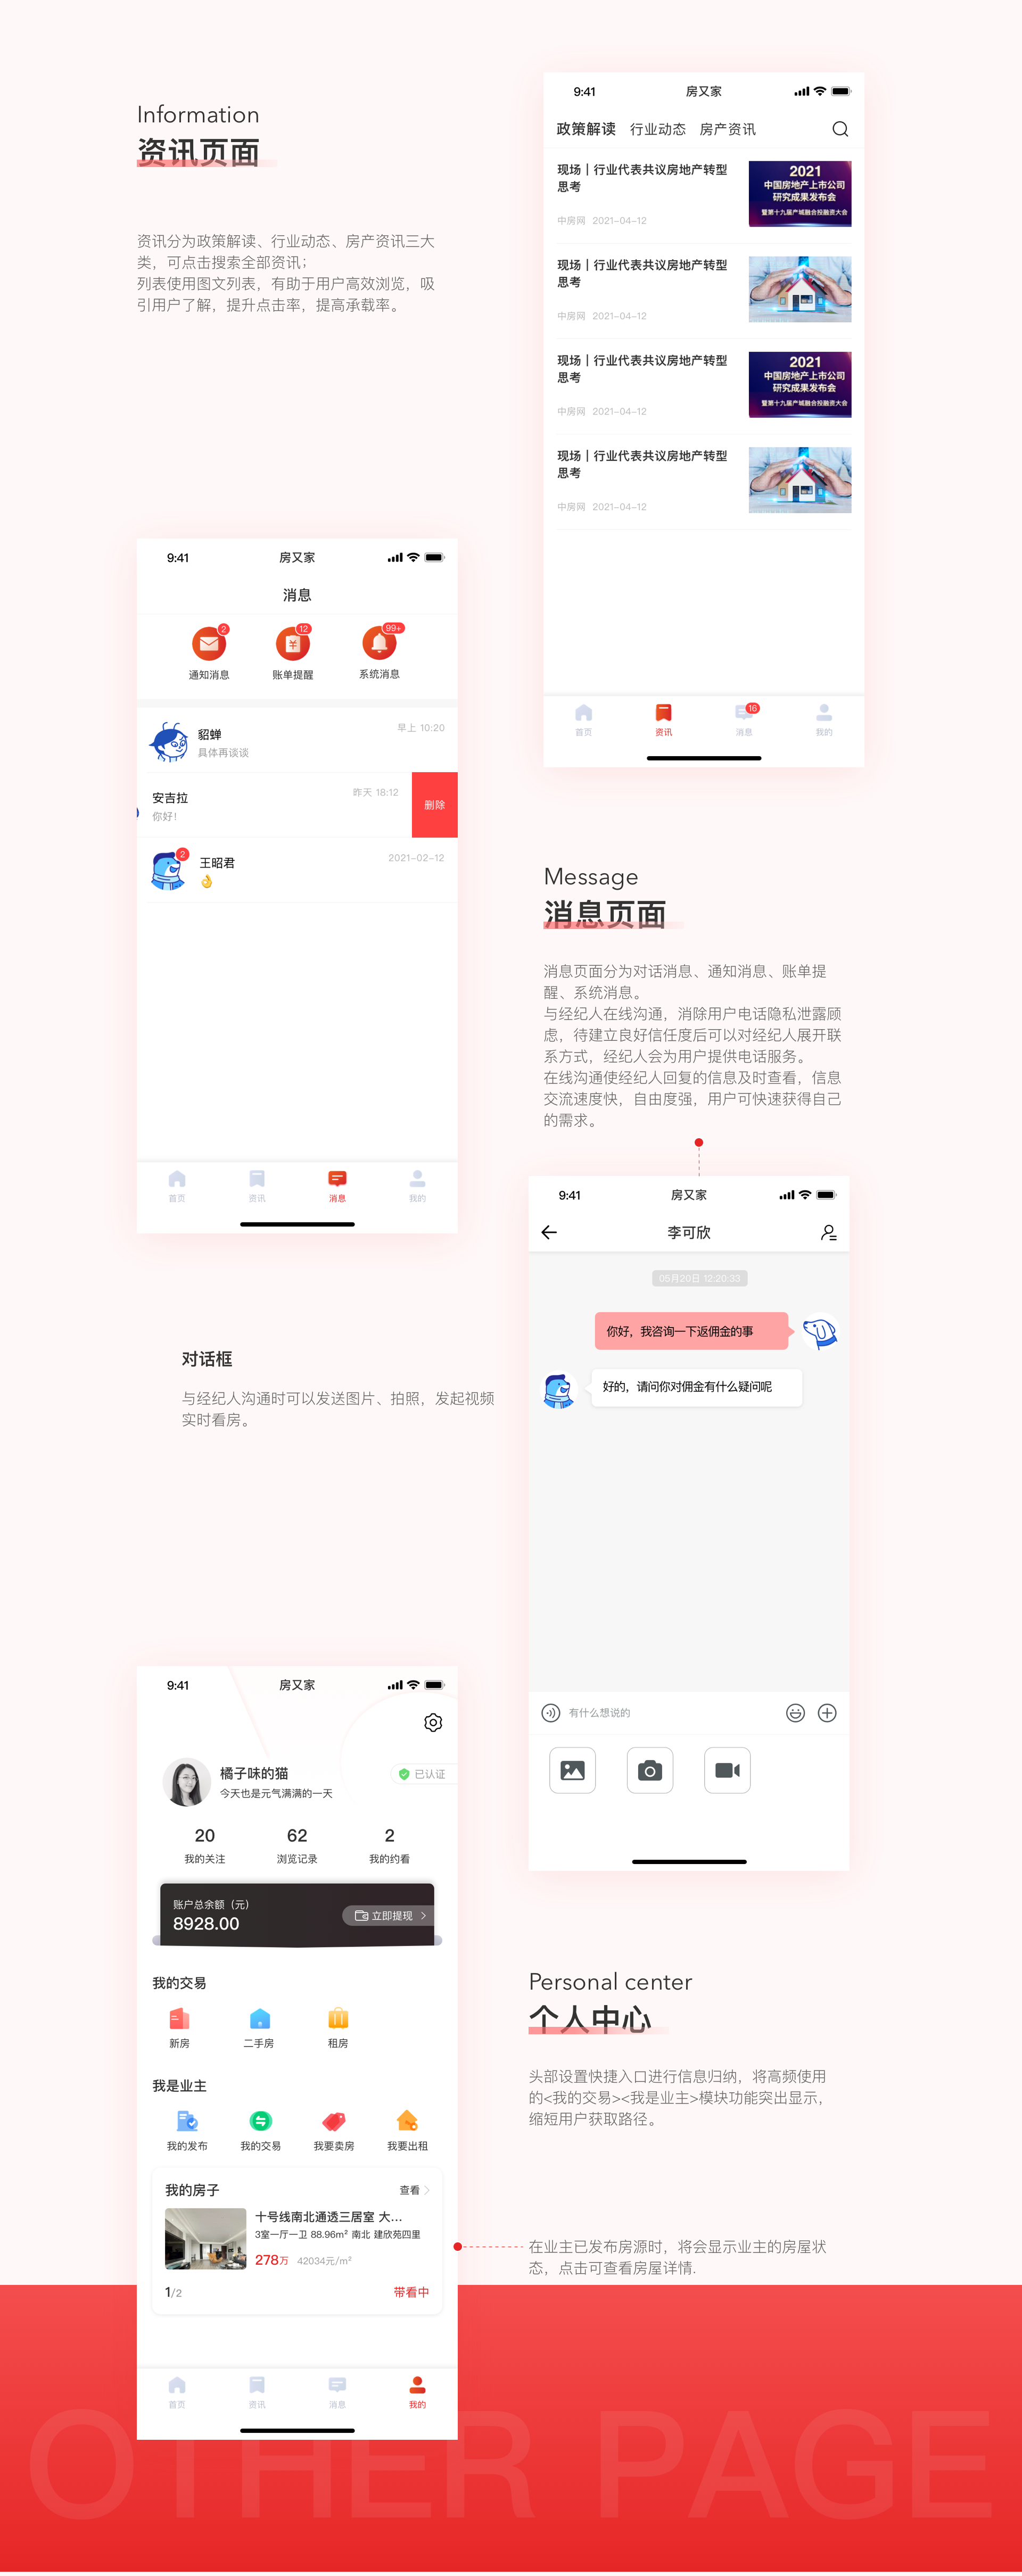 Information
资讯页面
资讯分为政策解读、行业动态、房产资讯三大
类，可点击搜索全部资讯；
列表使用图文列表，有助于用户高效浏览，吸
引用户了解，提升点击率，提高承载率。
9:41
房又家
政策解读 行业动态 房产资讯
现场｜行业代表共议房地产转型
思考
中房网 2021-04-12
2021
中国房地产上市公司
研究成果发布会
暨第十九届产城融合投融资大会
现场｜行业代表共议房地产转型
思考
中房网 2021-04-12
现场｜行业代表共议房地产转型
思考
中房网 2021-04-12
2021
中国房地产上市公司
研究成果发布会
暨第十九届产城融合投融资大会
现场｜行业代表共议房地产转型
思考
中房网 2021-04-12
16
首页 资讯 消息 我的
9:41
房又家
消息
2 12 99+
通知消息 账单提醒 系统消息
貂蝉
早上 10:20
具体再谈谈
安吉拉
昨天 18:12
你好！
删除
2
王昭君
2021-02-12
👌
首页 资讯 消息 我的
Message
消息页面
消息页面分为对话消息、通知消息、账单提
醒、系统消息。
与经纪人在线沟通，消除用户电话隐私泄露顾
虑，待建立良好信任度后可以对经纪人展开联
系方式，经纪人会为用户提供电话服务。
在线沟通使经纪人回复的信息及时查看，信息
交流速度快，自由度强，用户可快速获得自己
的需求。
9:41
房又家
李可欣
05月20日 12:20:33
你好，我咨询一下返佣金的事
好的，请问你对佣金有什么疑问呢
有什么想说的
对话框
与经纪人沟通时可以发送图片、拍照，发起视频
实时看房。
9:41
房又家
橘子味的猫
今天也是元气满满的一天
已认证
20 62 2
我的关注 浏览记录 我的约看
账户总余额（元）
8928.00
立即提现
我的交易
新房 二手房 租房
我是业主
我的发布 我的交易 我要卖房 我要出租
我的房子
查看
十号线南北通透三居室 大...
3室一厅一卫 88.96m² 南北 建欣苑四里
278万 42034元/m²
1/2
带看中
首页 资讯 消息 我的
Personal center
个人中心
头部设置快捷入口进行信息归纳，将高频使用
的<我的交易><我是业主>模块功能突出显示，
缩短用户获取路径。
在业主已发布房源时，将会显示业主的房屋状
态，点击可查看房屋详情.
OTHER PAGE